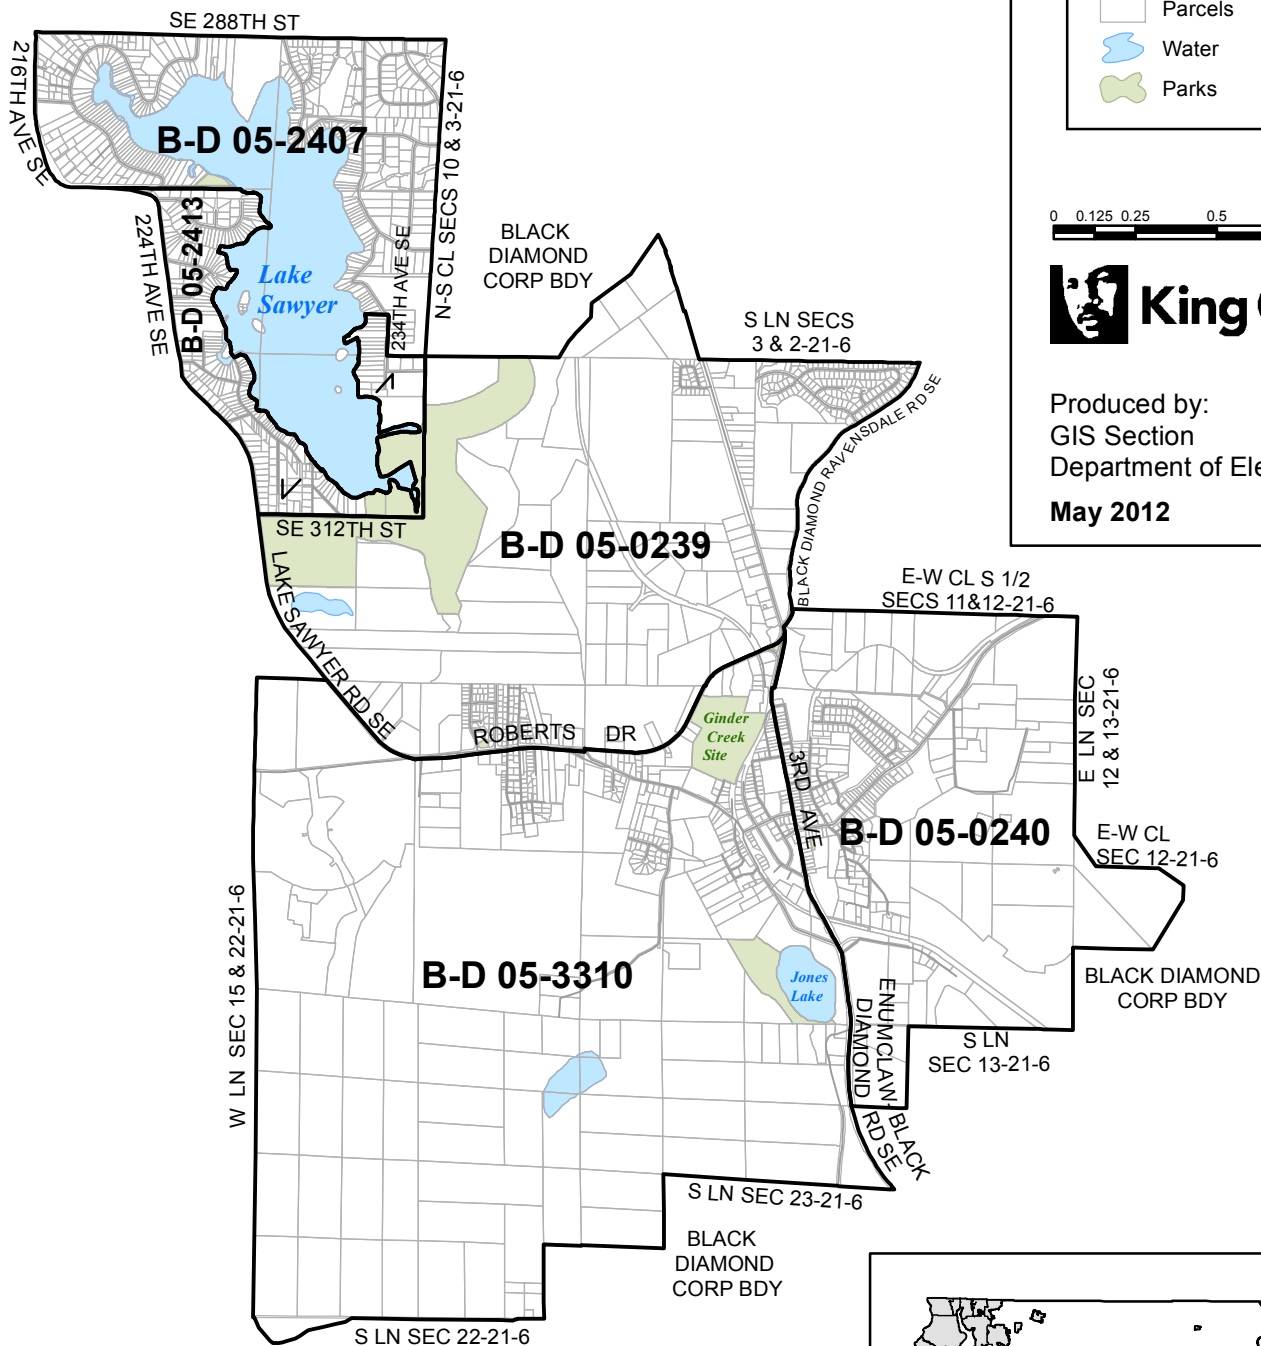 SE 288TH ST
216TH AVE SE
B-D 05-2407
N-S CL SECS 10 & 3-21-6
B-D 05-2413
224TH AVE SE
Lake
Sawyer
234TH AVE SE
BLACK
DIAMOND
CORP BDY
S LN SECS
3 & 2-21-6
BLACK DIAMOND RAVENSDALE RD SE
SE 312TH ST
B-D 05-0239
LAKE SAWYER RD SE
E-W CL S 1/2
SECS 11&12-21-6
E LN SEC
12 & 13-21-6
ROBERTS DR
Ginder
Creek
Site
3RD AVE
B-D 05-0240
E-W CL
SEC 12-21-6
W LN SEC 15 & 22-21-6
B-D 05-3310
Jones
Lake
ENUMCLAW-BLACK
DIAMOND RD SE
BLACK DIAMOND
CORP BDY
S LN
SEC 13-21-6
S LN SEC 23-21-6
BLACK
DIAMOND
CORP BDY
S LN SEC 22-21-6
Parcels
Water
Parks
0 0.125 0.25 0.5
King
Produced by:
GIS Section
Department of Ele
May 2012